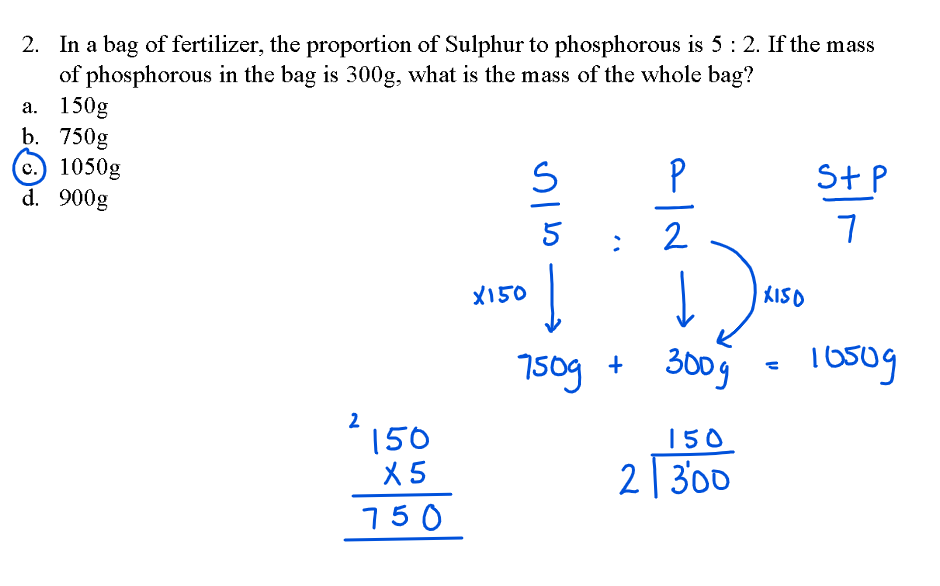 2. In a bag of fertilizer, the proportion of Sulphur to phosphorous is 5 : 2. If the mass
of phosphorous in the bag is 300g, what is the mass of the whole bag?
a. 150g
b. 750g
c. 1050g
d. 900g
S P S+P
5 : 2 7
x150 x150
750g + 300g = 1050g
2
150 150
x5 2 300
750